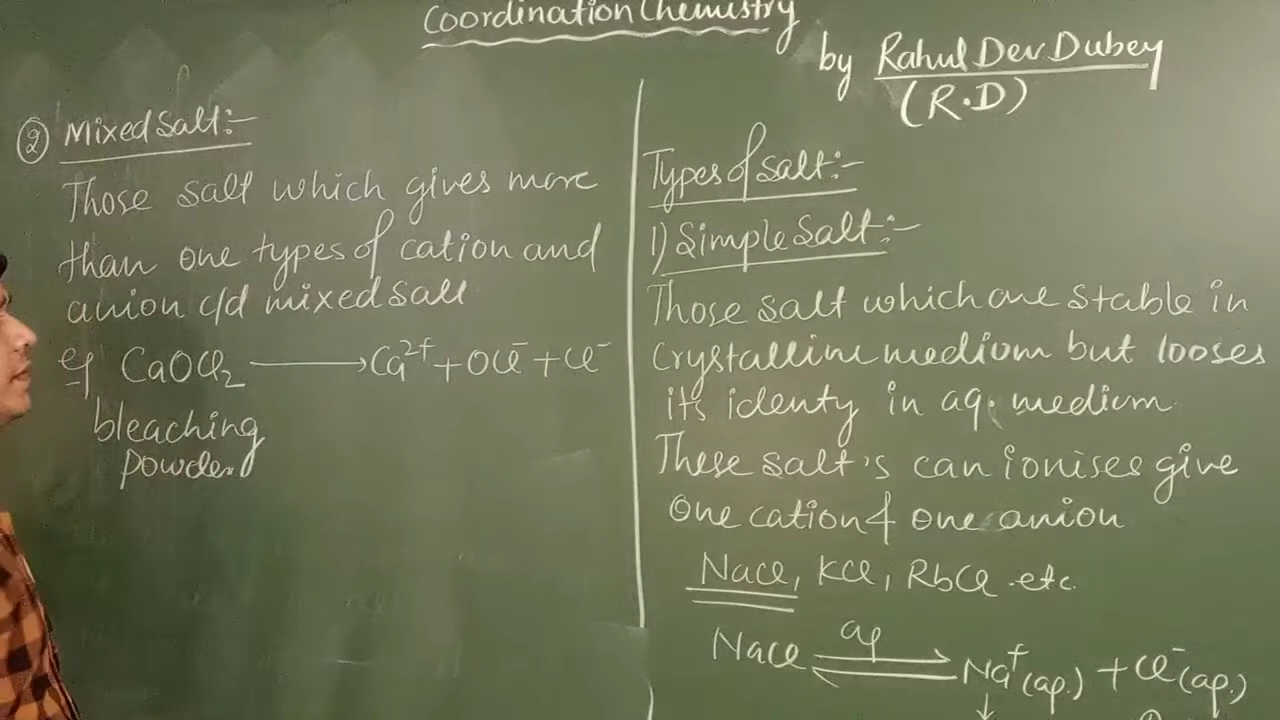 Coordination Chemistry
by Rahul Dev Dubey
(R.D)
② Mixed Salt:-
Those salt which gives more
than one types of cation and
anion c/d mixed salt
eg CaOCl₂ ⟶ Ca²⁺ + OCl⁻ + Cl⁻
bleaching
powder
Types of salt:-
1) Simple Salt:-
Those salt which are stable in
Crystalline medium but looses
its identy in aq. medium
These salt's can ionises give
One cation & one anion
NaCl, KCl, RbCl .etc.
NaCl ⇌ Na⁺(aq.) + Cl⁻(aq.)
aq